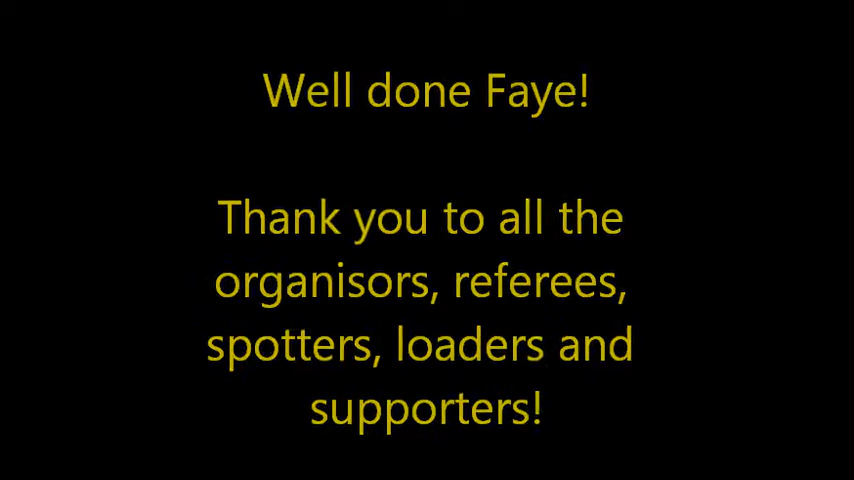 Well done Faye!
Thank you to all the
organisors, referees,
spotters, loaders and
supporters!